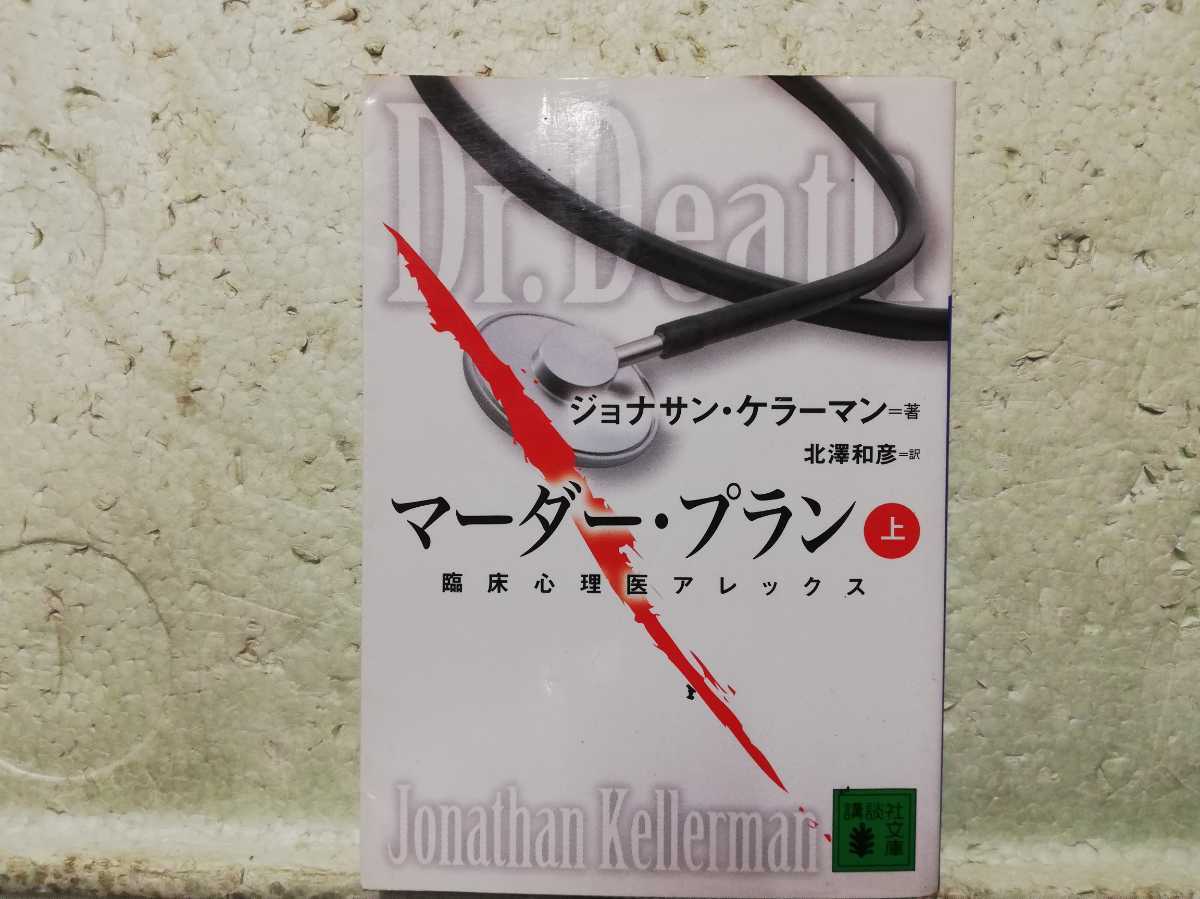 Dr. Death
ジョナサン・ケラーマン=著
北澤和彦=訳
マーダー・プラン 上
臨床心理医アレックス
Jonathan Kellerman
講談社
文庫